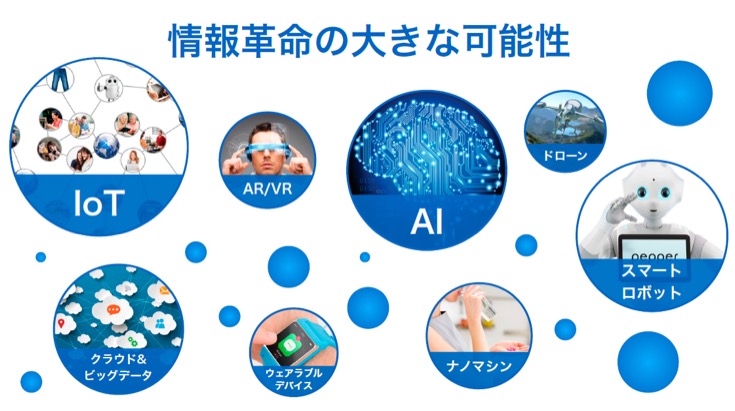 情報革命の大きな可能性
IoT
AR/VR
AI
ドローン
pepper
スマート
ロボット
クラウド&
ビッグデータ
ウェアラブル
デバイス
ナノマシン